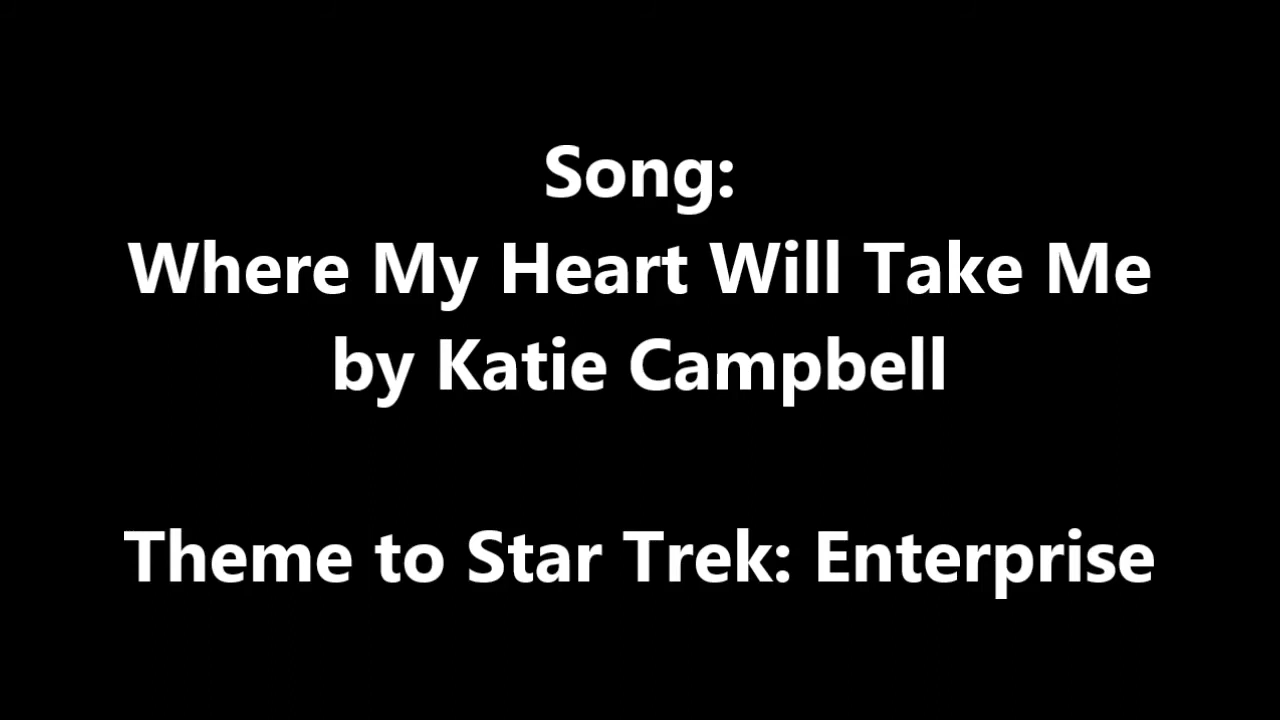 Song:
Where My Heart Will Take Me
by Katie Campbell
Theme to Star Trek: Enterprise